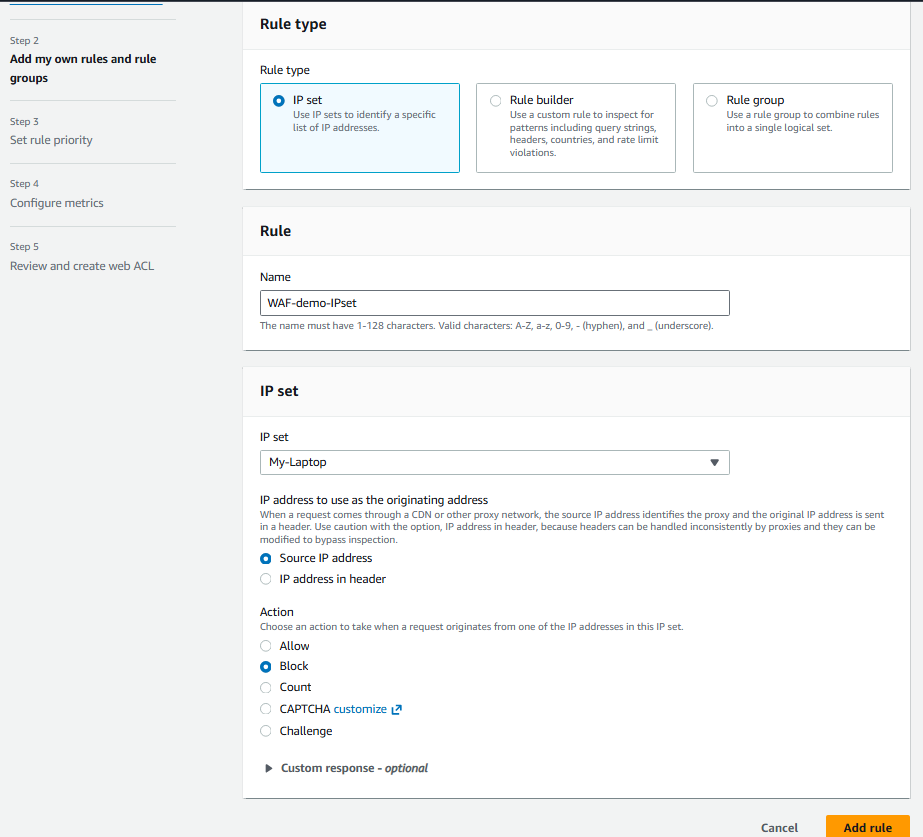 Step 2
Add my own rules and rule
groups
Step 3
Set rule priority
Step 4
Configure metrics
Step 5
Review and create web ACL
Rule type
Rule type
IP set
Use IP sets to identify a specific
list of IP addresses.
Rule builder
Use a custom rule to inspect for
patterns including query strings,
headers, countries, and rate limit
violations.
Rule group
Use a rule group to combine rules
into a single logical set.
Rule
Name
WAF-demo-IPset
The name must have 1-128 characters. Valid characters: A-Z, a-z, 0-9, - (hyphen), and _ (underscore).
IP set
IP set
My-Laptop
IP address to use as the originating address
When a request comes through a CDN or other proxy network, the source IP address identifies the proxy and the original IP address is sent
in a header. Use caution with the option, IP address in header, because headers can be handled inconsistently by proxies and they can be
modified to bypass inspection.
Source IP address
IP address in header
Action
Choose an action to take when a request originates from one of the IP addresses in this IP set.
Allow
Block
Count
CAPTCHA customize
Challenge
Custom response - optional
Cancel
Add rule